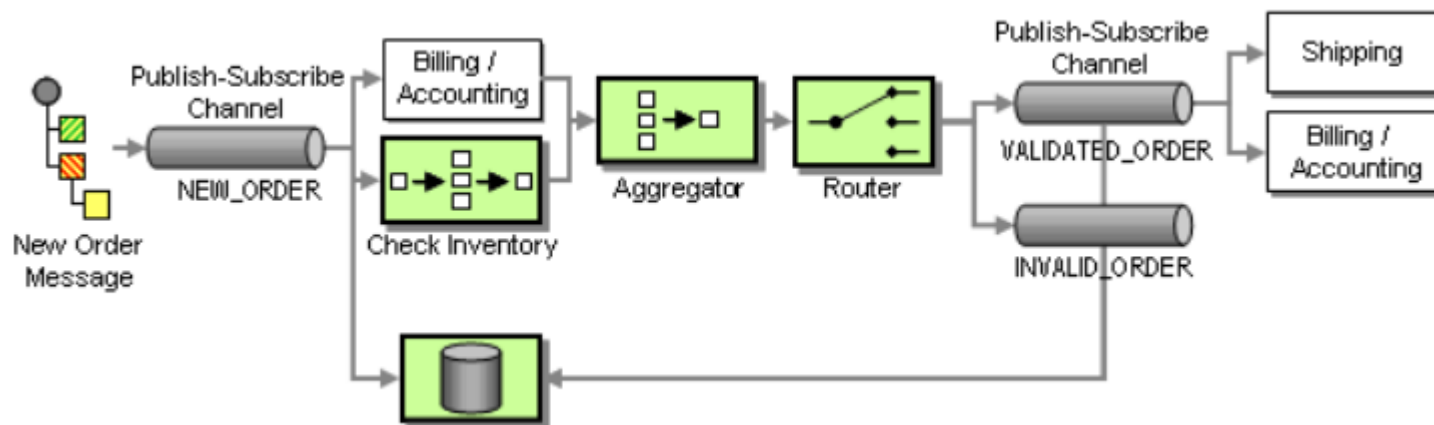 Publish-Subscribe
Channel
NEW_ORDER
New Order
Message
Billing /
Accounting
Check Inventory
Aggregator
Router
Publish-Subscribe
Channel
VALIDATED_ORDER
INVALID_ORDER
Shipping
Billing /
Accounting